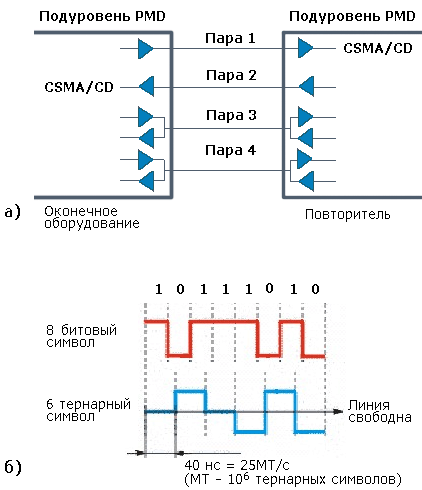 Подуровень PMD Подуровень PMD
Пара 1
CSMA/CD
Пара 2
CSMA/CD
Пара 3
Пара 4
а)
Оконечное
оборудование
Повторитель
1 0 1 1 1 0 1 0
8 битовый
символ
6 тернарный
символ
Линия
свободна
40 нс = 25МТ/с
(МТ - 10⁶ тернарных символов)
б)